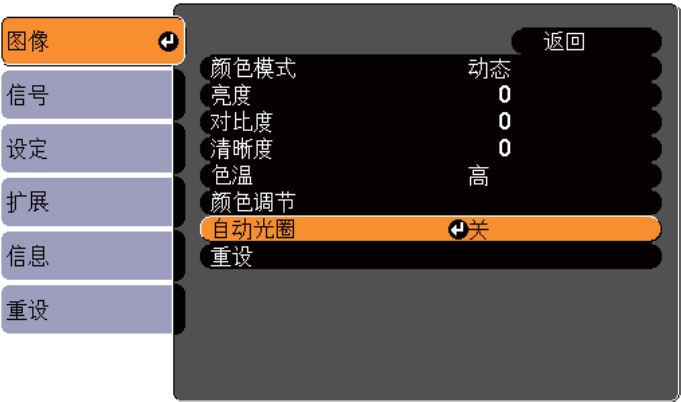 图像
信号
设定
扩展
信息
重设
返回
颜色模式 动态
亮度 0
对比度 0
清晰度 0
色温 高
颜色调节
自动光圈 关
重设